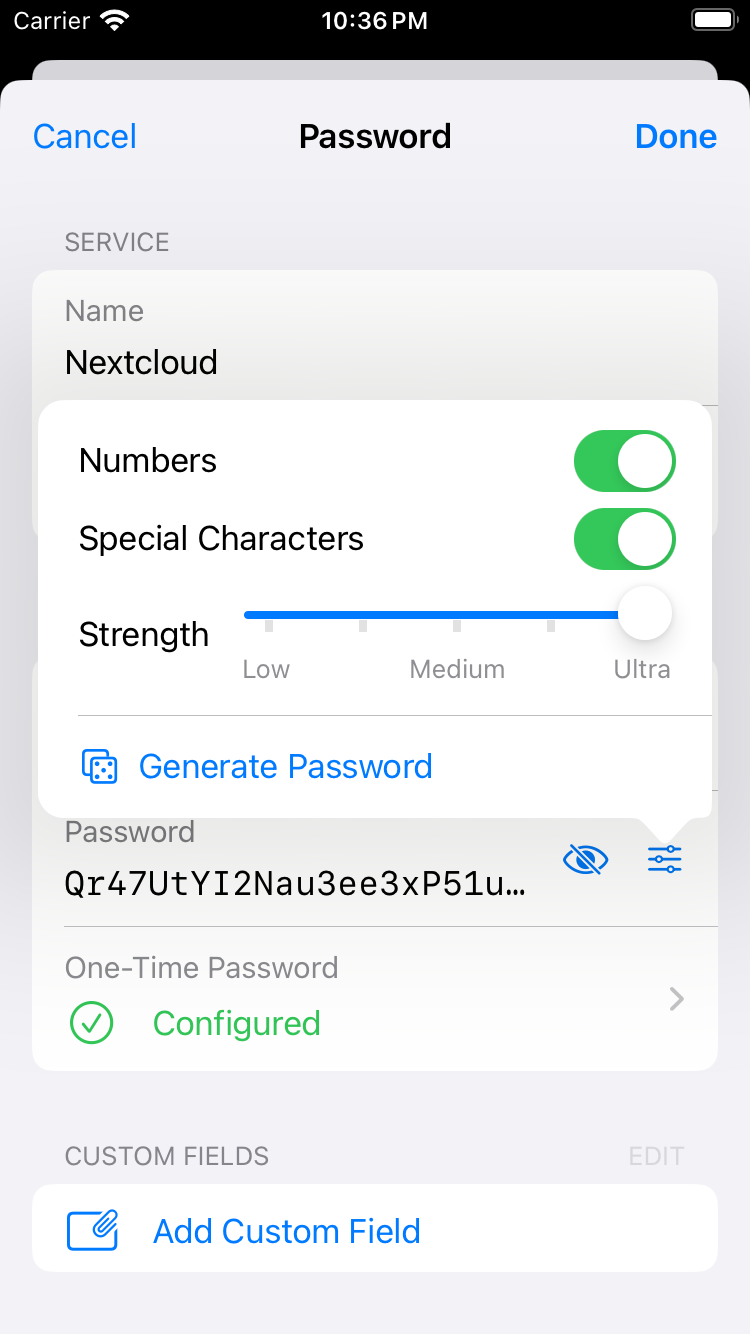 Carrier 10:36 PM
Cancel Password Done
SERVICE
Name
Nextcloud
Numbers
Special Characters
Strength
Low Medium Ultra
Generate Password
Password
Qr47UtYI2Nau3ee3xP51u…
One-Time Password
Configured
CUSTOM FIELDS EDIT
Add Custom Field